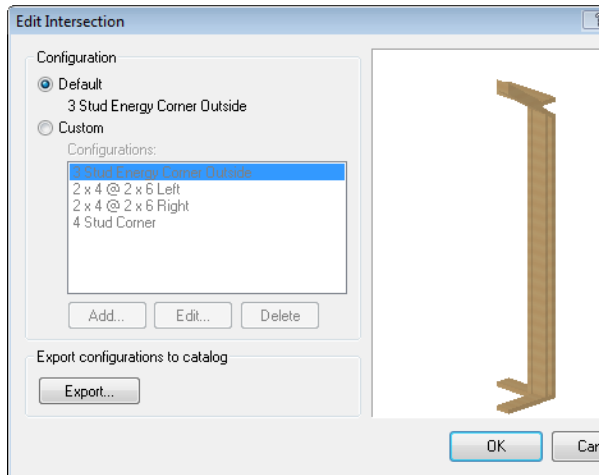 Edit Intersection
Configuration
Default
3 Stud Energy Corner Outside
Custom
Configurations:
3 Stud Energy Corner Outside
2 x 4 @ 2 x 6 Left
2 x 4 @ 2 x 6 Right
4 Stud Corner
Add... Edit... Delete
Export configurations to catalog
Export...
OK